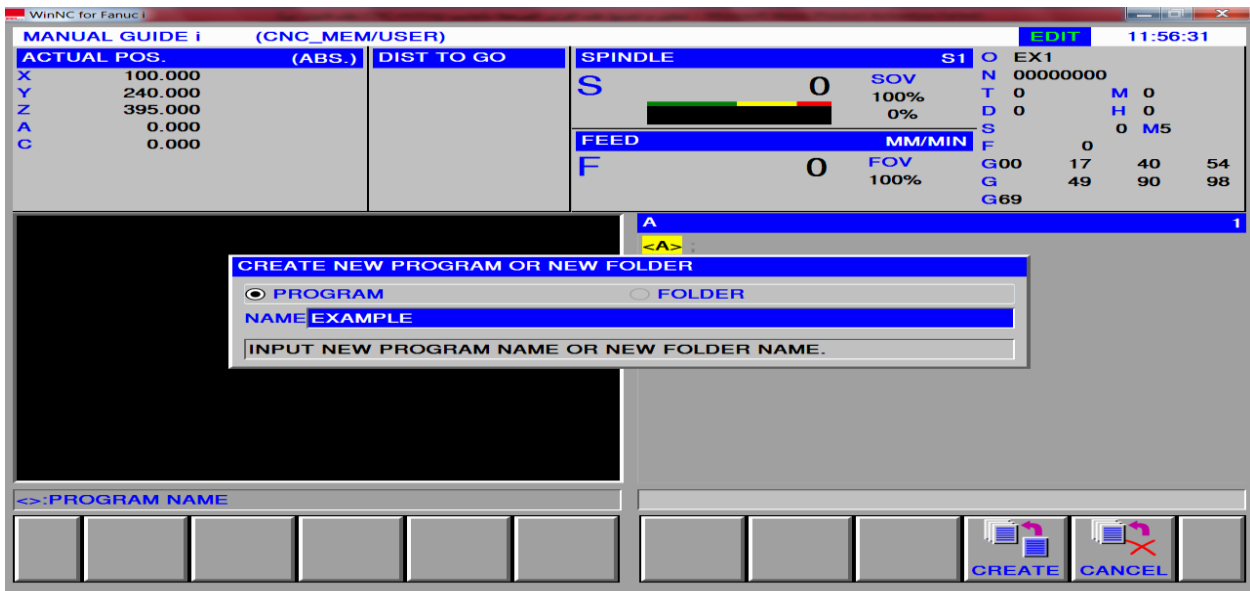 WinNC for Fanuc i
MANUAL GUIDE i (CNC_MEM/USER) EDIT 11:56:31
ACTUAL POS. (ABS.) DIST TO GO SPINDLE S1 O EX1
X 100.000 S 0 SOV N 00000000
Y 240.000 100% T 0 M 0
Z 395.000 0% D 0 H 0
A 0.000 S 0 M5
C 0.000 FEED MM/MIN F 0
F 0 FOV G00 17 40 54
100% G 49 90 98
G69
A 1
<A> ;
CREATE NEW PROGRAM OR NEW FOLDER
PROGRAM FOLDER
NAME EXAMPLE
INPUT NEW PROGRAM NAME OR NEW FOLDER NAME.
<>:PROGRAM NAME
CREATE CANCEL